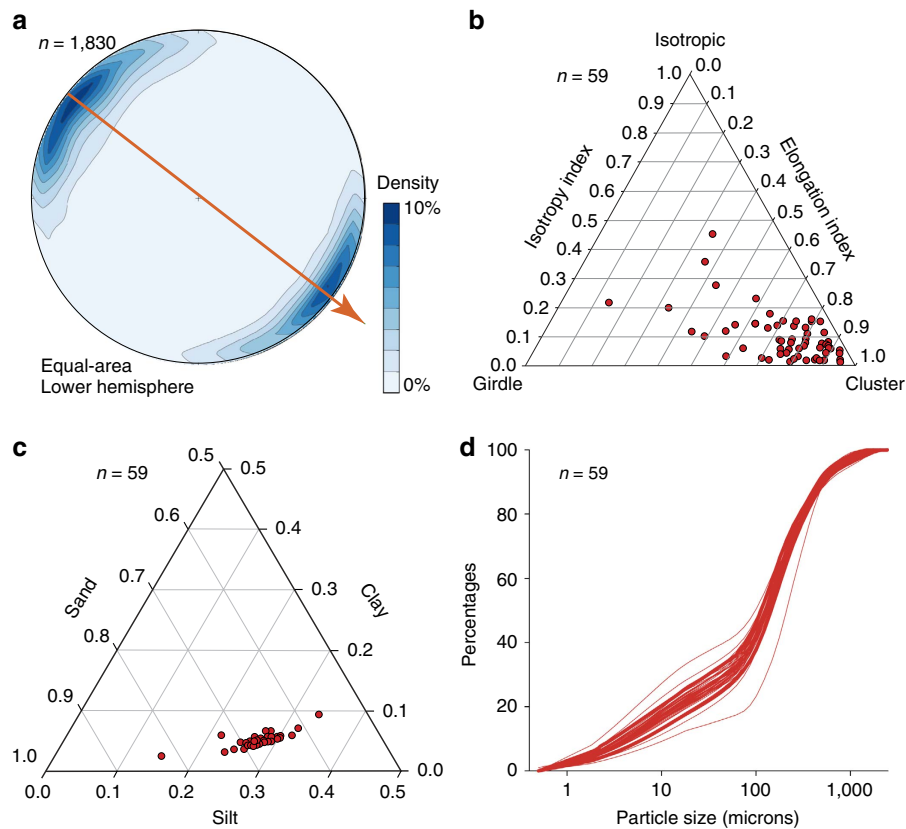 a
n = 1,830
Density
10%
0%
Equal-area
Lower hemisphere
b
n = 59
Isotropic
1.0
0.9
0.8
0.7
0.6
0.5
0.4
0.3
0.2
0.1
0.0
Isotropy index
0.0
0.1
0.2
0.3
0.4
0.5
0.6
0.7
0.8
0.9
1.0
Elongation index
Girdle
Cluster
c
n = 59
0.5
0.6
0.7
0.8
0.9
1.0
Sand
0.5
0.4
0.3
0.2
0.1
0.0
Clay
0.0
0.1
0.2
0.3
0.4
0.5
Silt
d
n = 59
100
80
60
40
20
0
Percentages
1
10
100
1,000
Particle size (microns)